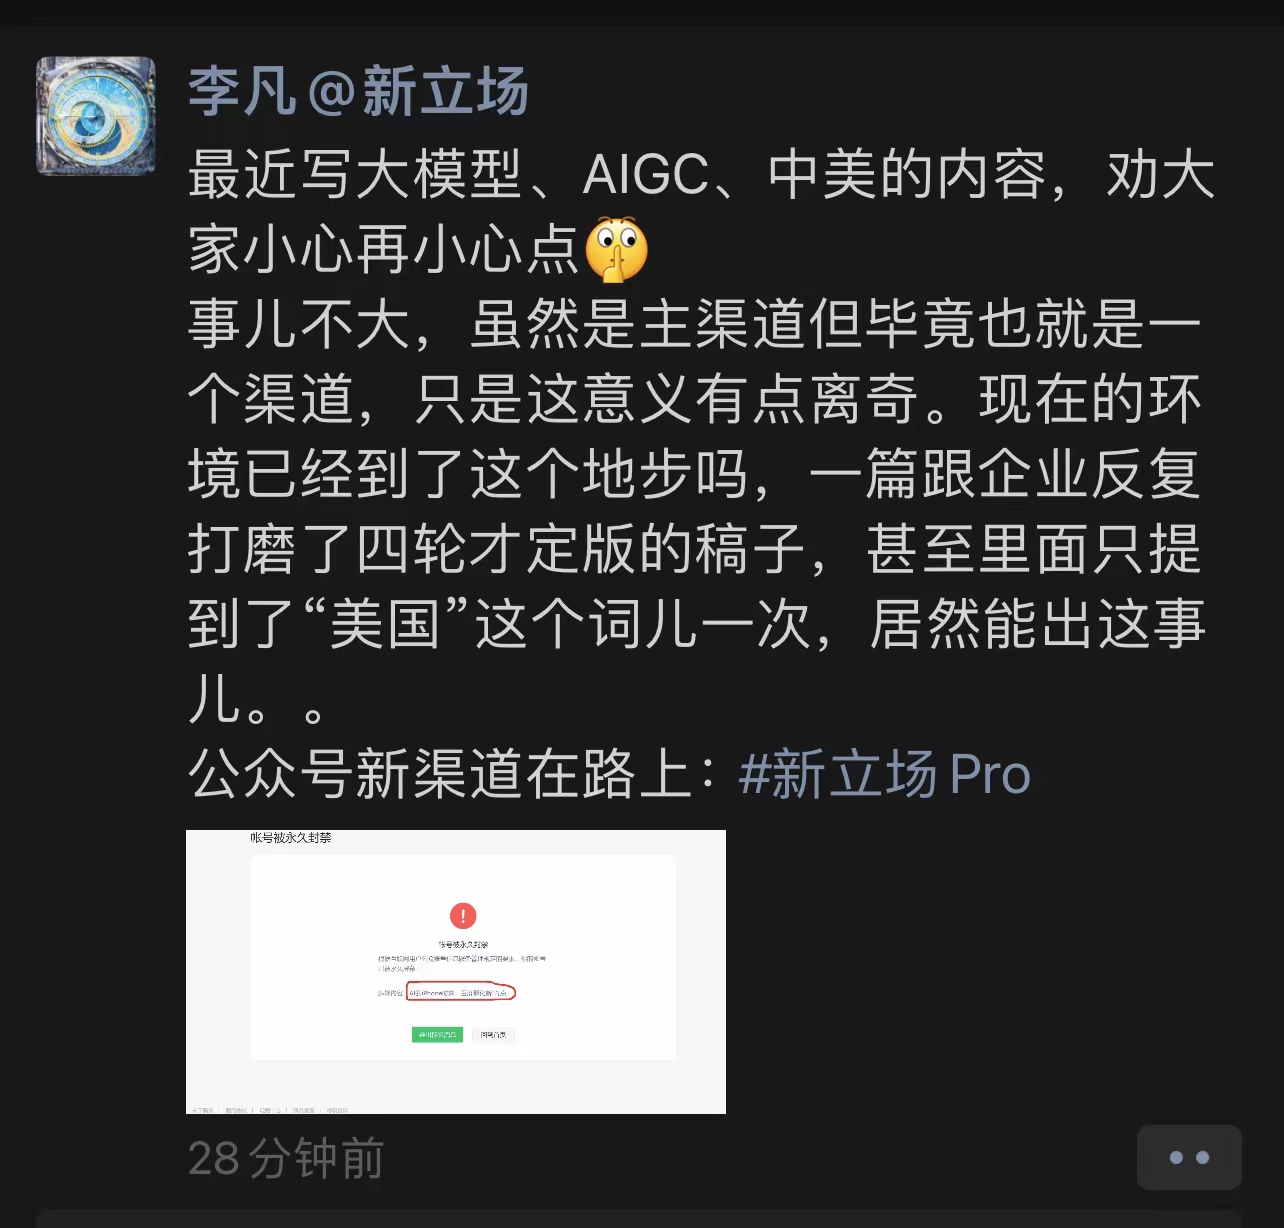 李凡@新立场
最近写大模型、AIGC、中美的内容，劝大
家小心再小心点🤫
事儿不大，虽然是主渠道但毕竟也就是一
个渠道，只是这意义有点离奇。现在的环
境已经到了这个地步吗，一篇跟企业反复
打磨了四轮才定版的稿子，甚至里面只提
到了“美国”这个词儿一次，居然能出这事
儿。。
公众号新渠道在路上：#新立场Pro
帐号被永久封禁
帐号被永久封禁
回到首页
28分钟前